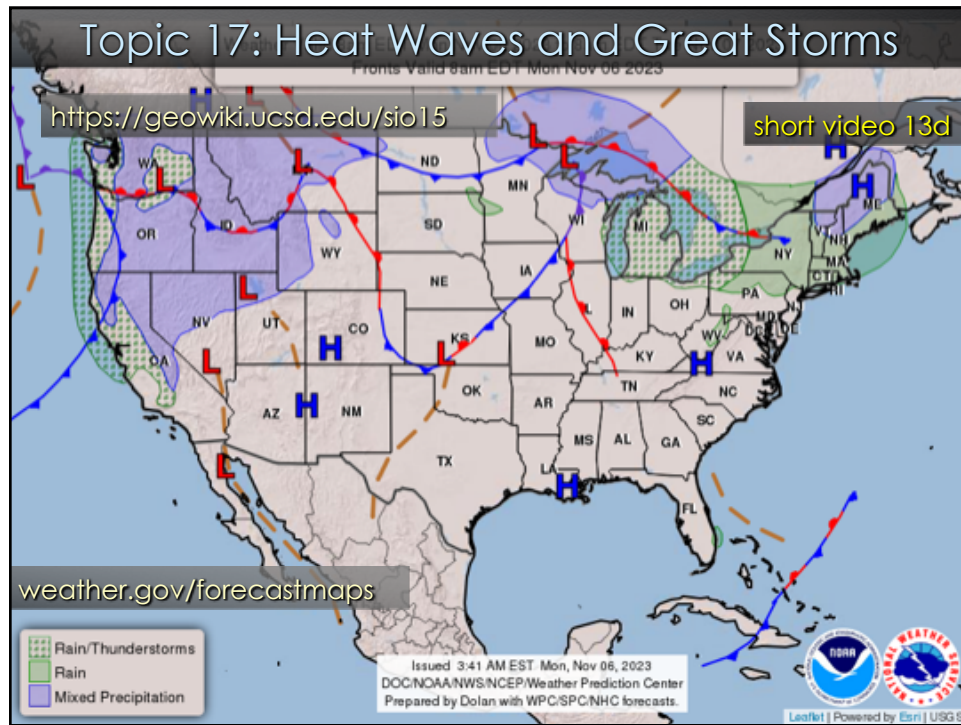 Topic 17: Heat Waves and Great Storms
Fronts Valid 8am EDT Mon Nov 06 2023
https://geowiki.ucsd.edu/sio15
short video 13d
H
L
H
L
L
WA
L
L
ND
MN
L
L
H
ME
OR
ID
WY
SD
WI
MI
VT
NH
NY
MA
CT
RI
L
NV
UT
NE
IA
PA
OH
IN
MD
DE
DC
WV
VA
H
CO
KS
L
MO
KY
H
CA
L
AZ
H
NM
OK
AR
TN
NC
SC
MS
AL
GA
L
TX
LA
H
FL
weather.gov/forecastmaps
Rain/Thunderstorms
Rain
Mixed Precipitation
Issued 3:41 AM EST Mon, Nov 06, 2023
DOC/NOAA/NWS/NCEP/Weather Prediction Center
Prepared by Dolan with WPC/SPC/NHC forecasts.
NOAA
NATIONAL WEATHER SERVICE
Leaflet | Powered by Esri | USGS